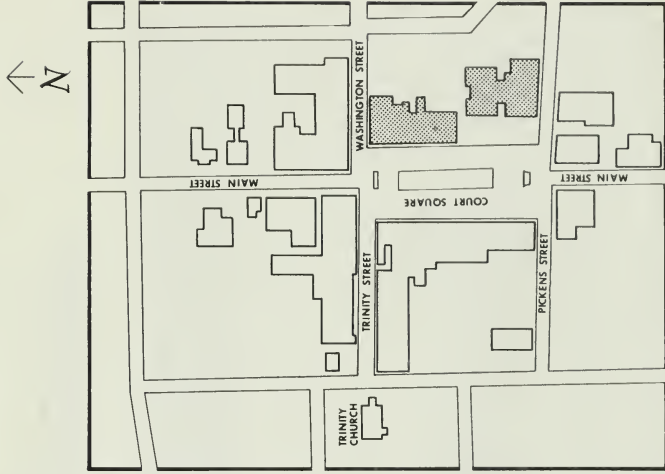 N
WASHINGTON STREET
MAIN STREET
COURT SQUARE
MAIN STREET
TRINITY STREET
PICKENS STREET
TRINITY
CHURCH